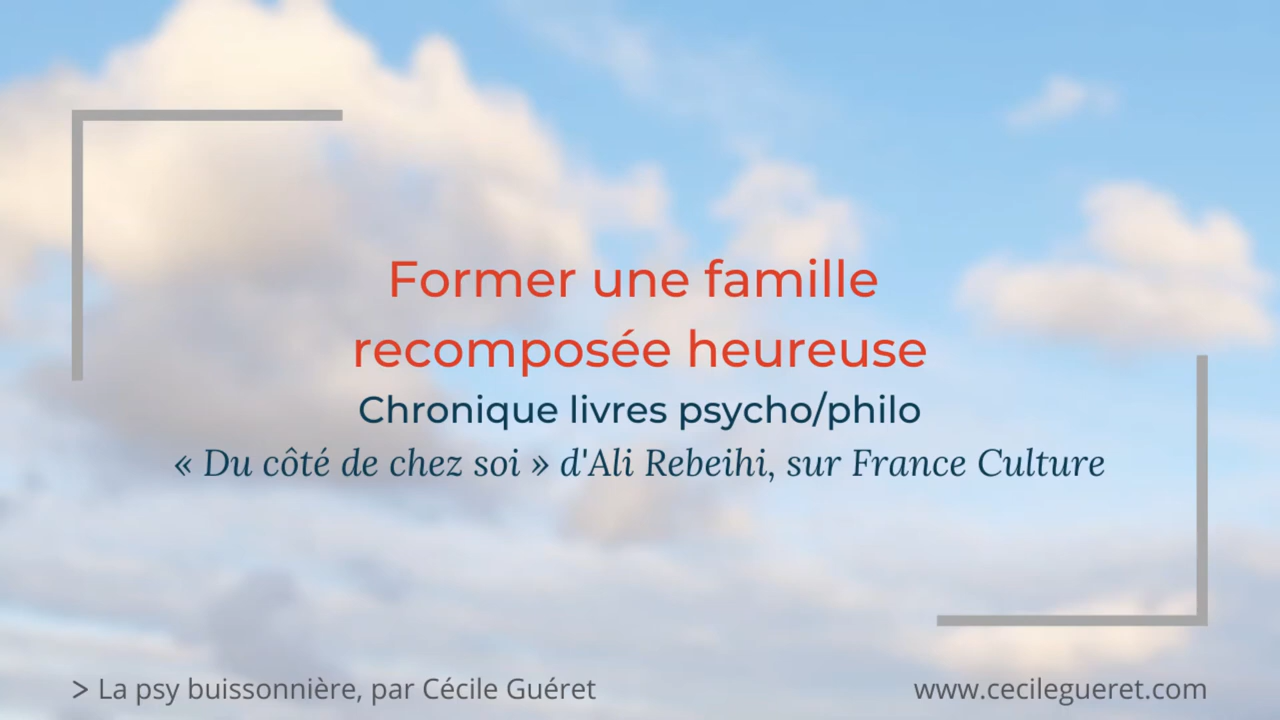 Former une famille
recomposée heureuse
Chronique livres psycho/philo
« Du côté de chez soi » d'Ali Rebeihi, sur France Culture
> La psy buissonnière, par Cécile Guéret
www.cecilegueret.com